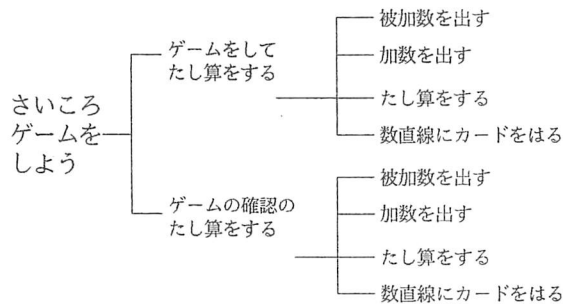 さいころ
ゲームを
しよう
ゲームをして
たし算をする
被加数を出す
加数を出す
たし算をする
数直線にカードをはる
ゲームの確認の
たし算をする
被加数を出す
加数を出す
たし算をする
数直線にカードをはる